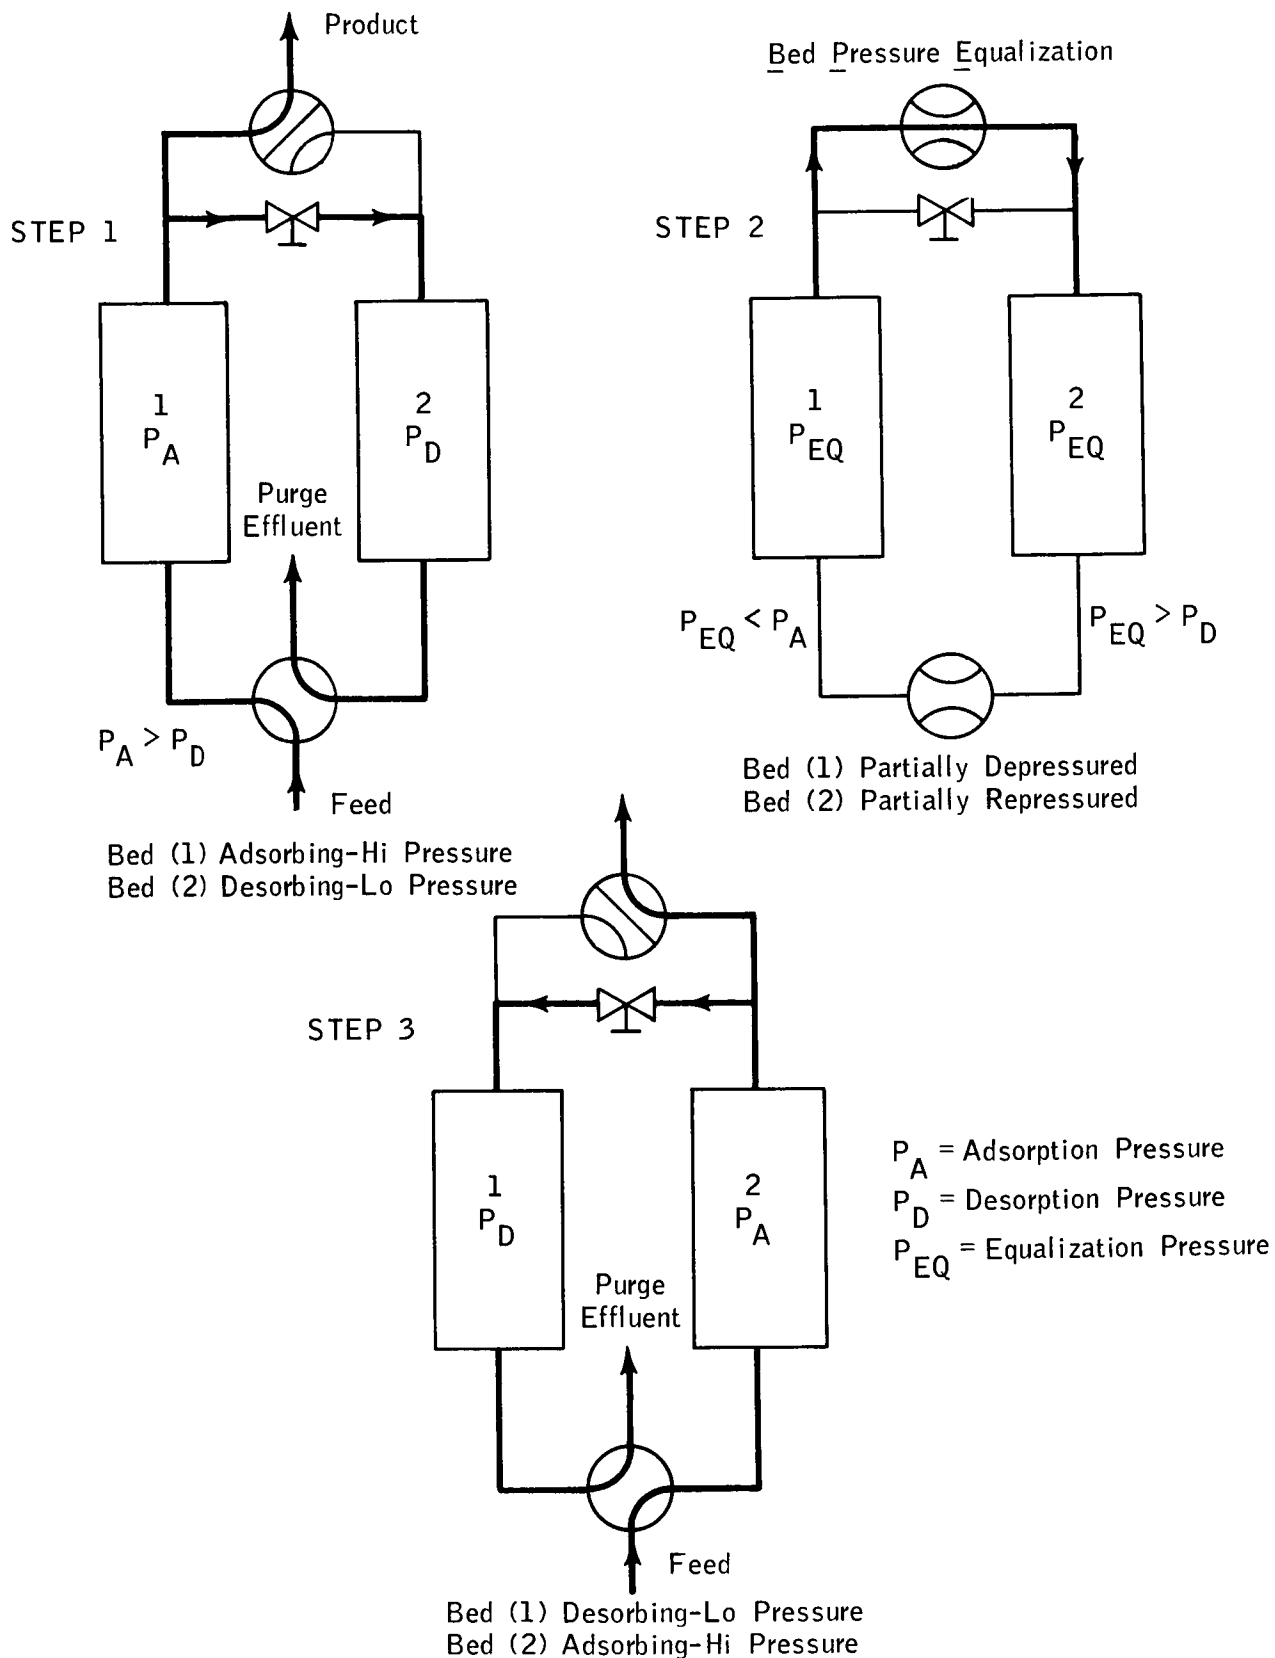 Product
STEP 1
1
P_A
2
P_D
Purge
Effluent
P_A > P_D
Feed
Bed (1) Adsorbing-Hi Pressure
Bed (2) Desorbing-Lo Pressure
Bed Pressure Equalization
STEP 2
1
P_EQ
2
P_EQ
P_EQ < P_A
P_EQ > P_D
Bed (1) Partially Depressured
Bed (2) Partially Repressured
STEP 3
1
P_D
2
P_A
Purge
Effluent
Feed
Bed (1) Desorbing-Lo Pressure
Bed (2) Adsorbing-Hi Pressure
P_A = Adsorption Pressure
P_D = Desorption Pressure
P_EQ = Equalization Pressure